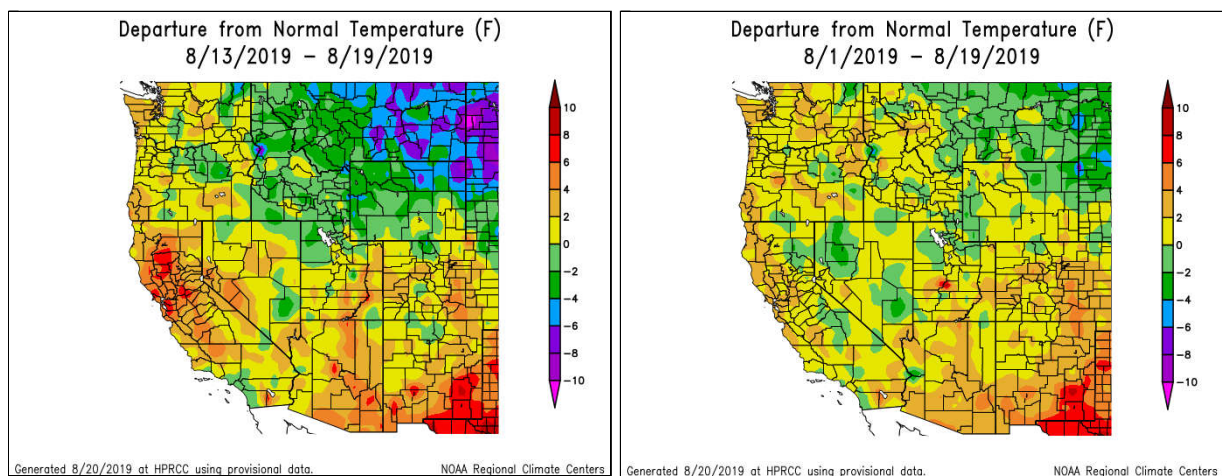 Departure from Normal Temperature (F)
8/13/2019 – 8/19/2019
10
8
6
4
2
0
−2
−4
−6
−8
−10
Generated 8/20/2019 at HPRCC using provisional data.
NOAA Regional Climate Centers
Departure from Normal Temperature (F)
8/1/2019 – 8/19/2019
10
8
6
4
2
0
−2
−4
−6
−8
−10
Generated 8/20/2019 at HPRCC using provisional data.
NOAA Regional Climate Centers